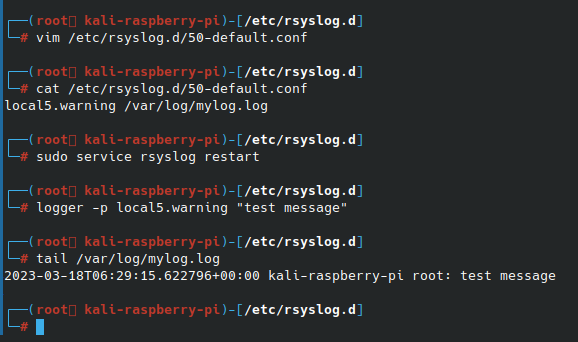 ┌──(root㉿ kali-raspberry-pi)-[/etc/rsyslog.d]
└─# vim /etc/rsyslog.d/50-default.conf
┌──(root㉿ kali-raspberry-pi)-[/etc/rsyslog.d]
└─# cat /etc/rsyslog.d/50-default.conf
local5.warning /var/log/mylog.log
┌──(root㉿ kali-raspberry-pi)-[/etc/rsyslog.d]
└─# sudo service rsyslog restart
┌──(root㉿ kali-raspberry-pi)-[/etc/rsyslog.d]
└─# logger -p local5.warning "test message"
┌──(root㉿ kali-raspberry-pi)-[/etc/rsyslog.d]
└─# tail /var/log/mylog.log
2023-03-18T06:29:15.622796+00:00 kali-raspberry-pi root: test message
┌──(root㉿ kali-raspberry-pi)-[/etc/rsyslog.d]
└─#